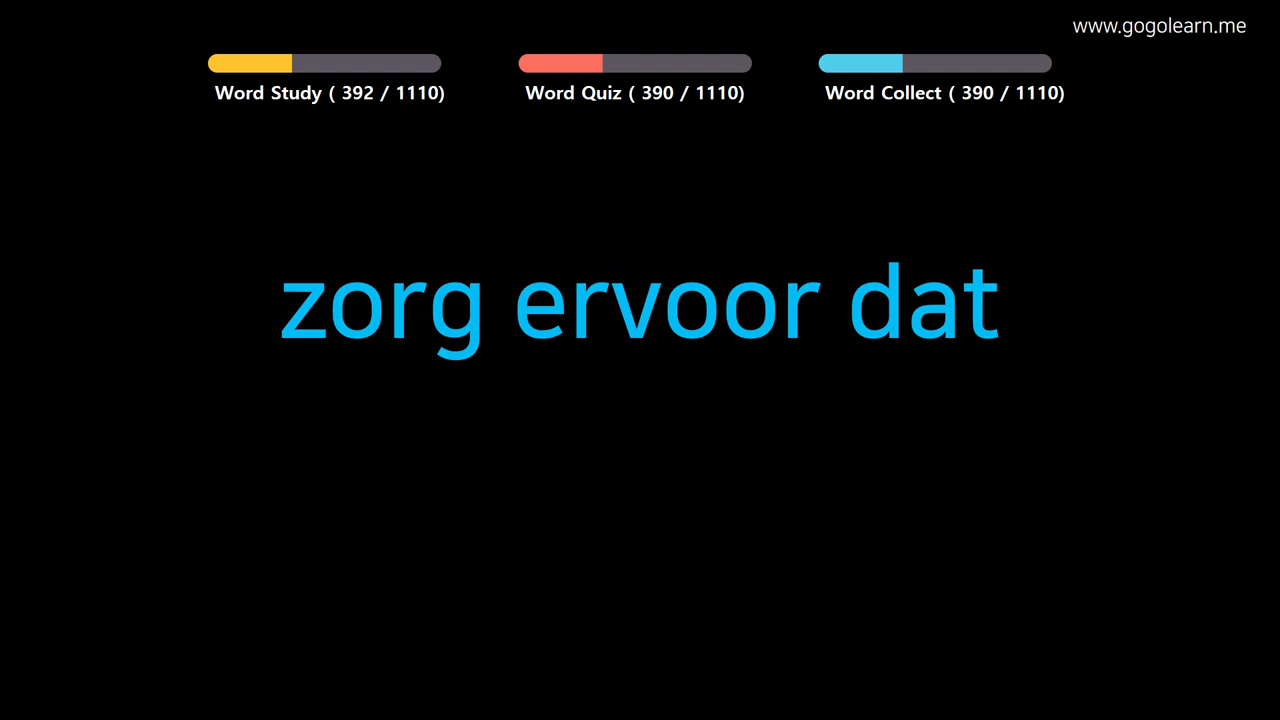 www.gogolearn.me
Word Study ( 392 / 1110)
Word Quiz ( 390 / 1110)
Word Collect ( 390 / 1110)
zorg ervoor dat